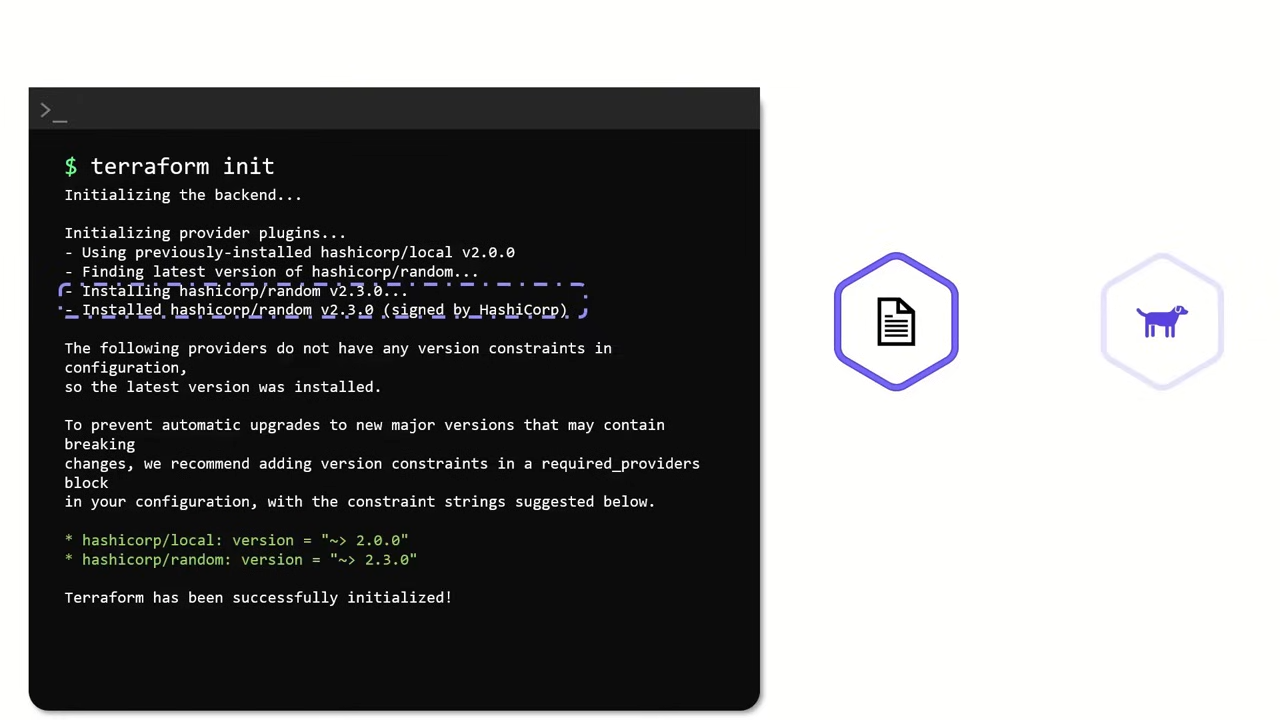 >_
$ terraform init
Initializing the backend...
Initializing provider plugins...
- Using previously-installed hashicorp/local v2.0.0
- Finding latest version of hashicorp/random...
- Installing hashicorp/random v2.3.0...
- Installed hashicorp/random v2.3.0 (signed by HashiCorp)
The following providers do not have any version constraints in
configuration,
so the latest version was installed.
To prevent automatic upgrades to new major versions that may contain
breaking
changes, we recommend adding version constraints in a required_providers
block
in your configuration, with the constraint strings suggested below.
* hashicorp/local: version = "~> 2.0.0"
* hashicorp/random: version = "~> 2.3.0"
Terraform has been successfully initialized!